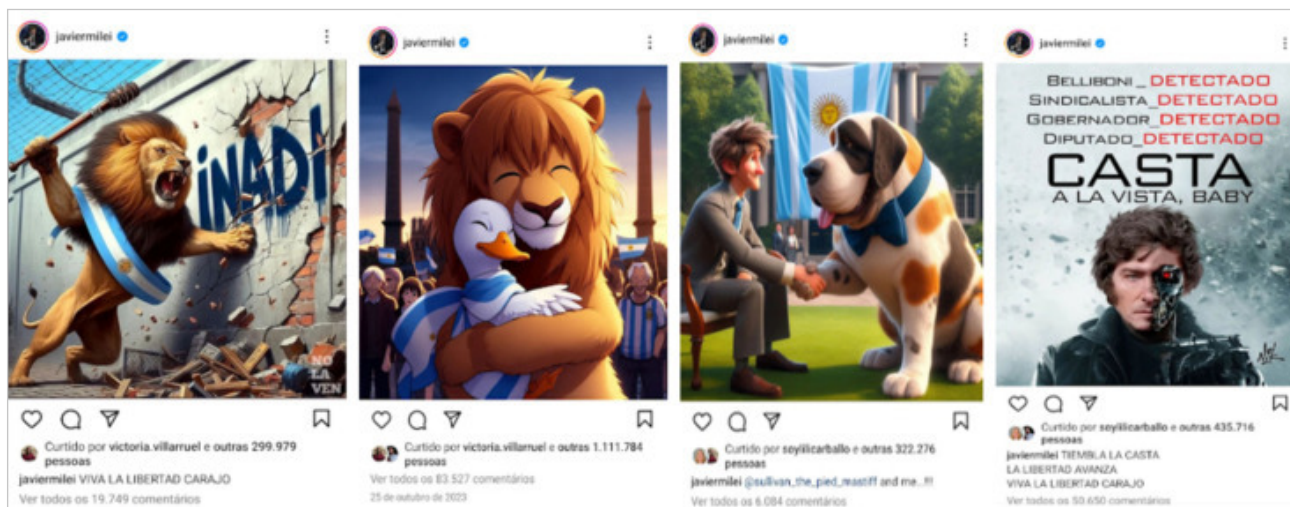 javiermilei
INADI
NO
LA
VEN
Curtido por victoria.villarruel e outras 299.979
pessoas
javiermilei VIVA LA LIBERTAD CARAJO
Ver todos os 19.749 comentários
javiermilei
Curtido por victoria.villarruel e outras 1.111.784
pessoas
Ver todos os 83.527 comentários
25 de outubro de 2023
javiermilei
Curtido por soylilicarballo e outras 322.276
pessoas
javiermilei @sullivan_the_pied_mastiff and me...!!!
Ver todos os 6.084 comentários
javiermilei
BELLIBONI_DETECTADO
SINDICALISTA_DETECTADO
GOBERNADOR_DETECTADO
DIPUTADO_DETECTADO
CASTA
A LA VISTA, BABY
Curtido por soylilicarballo e outras 435.716
pessoas
javiermilei TIEMBLA LA CASTA
LA LIBERTAD AVANZA
VIVA LA LIBERTAD CARAJO
Ver todos os 50.650 comentários